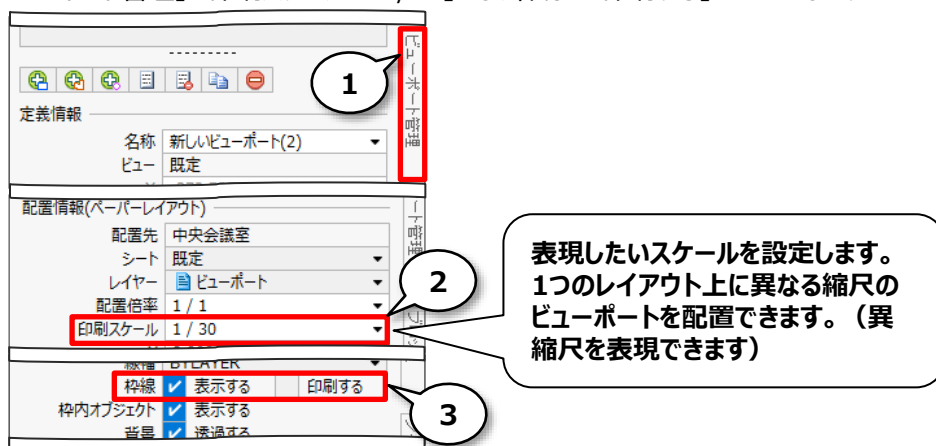 ビューポート管理
1
定義情報
名称 新しいビューポート(2)
ビュー 既定
配置情報(ペーパーレイアウト)
配置先 中央会議室
シート 既定
レイヤー ビューポート
配置倍率 1 / 1
印刷スケール 1 / 30
2
表現したいスケールを設定します。
1つのレイアウト上に異なる縮尺の
ビューポートを配置できます。（異
縮尺を表現できます）
BYLAYER
枠線 表示する 印刷する
枠内オブジェクト 表示する
背景 透過する
3